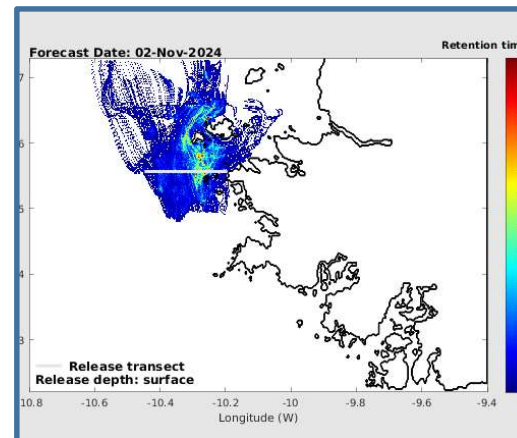 Forecast Date: 02-Nov-2024
Retention tim
7
6
5
4
3
Release transect
Release depth: surface
10.8 -10.6 -10.4 -10.2 -10 -9.8 -9.6 -9.4
Longitude (W)